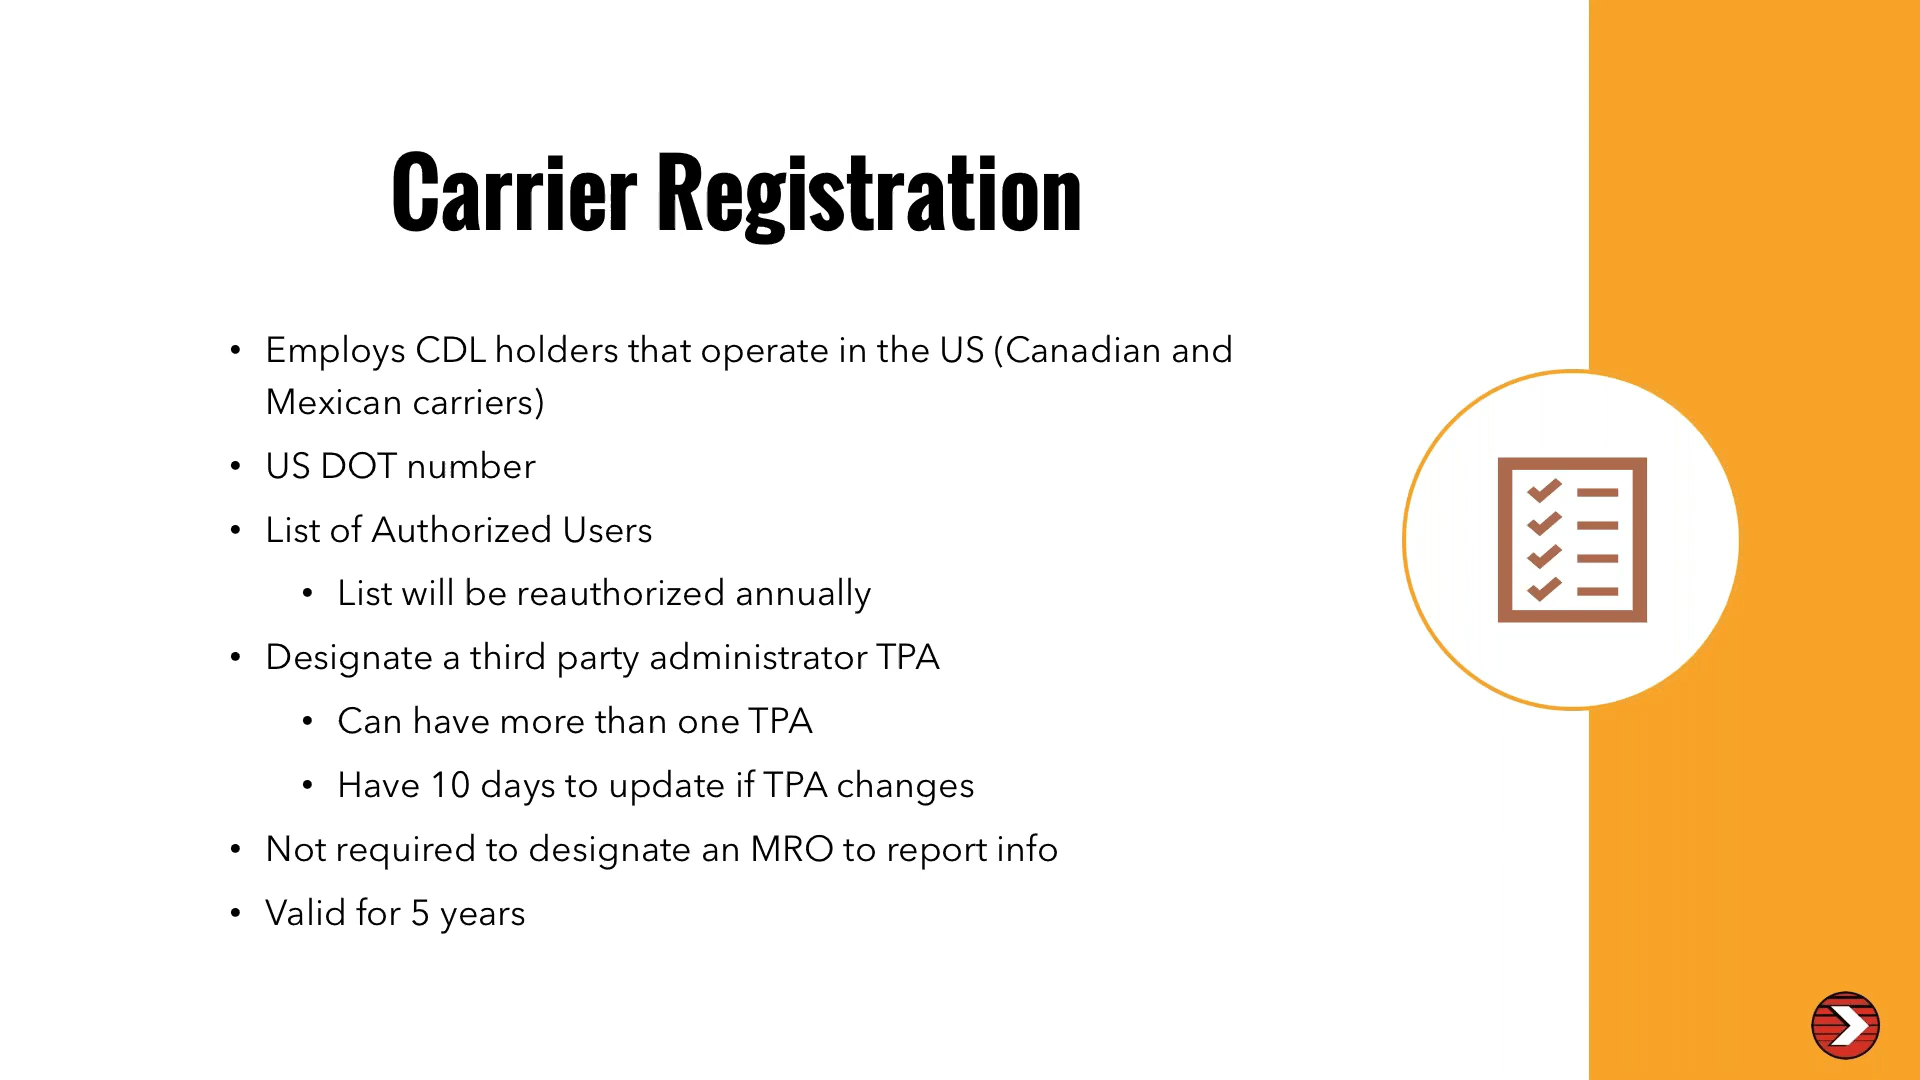 Carrier Registration
• Employs CDL holders that operate in the US (Canadian and
Mexican carriers)
• US DOT number
• List of Authorized Users
• List will be reauthorized annually
• Designate a third party administrator TPA
• Can have more than one TPA
• Have 10 days to update if TPA changes
• Not required to designate an MRO to report info
• Valid for 5 years